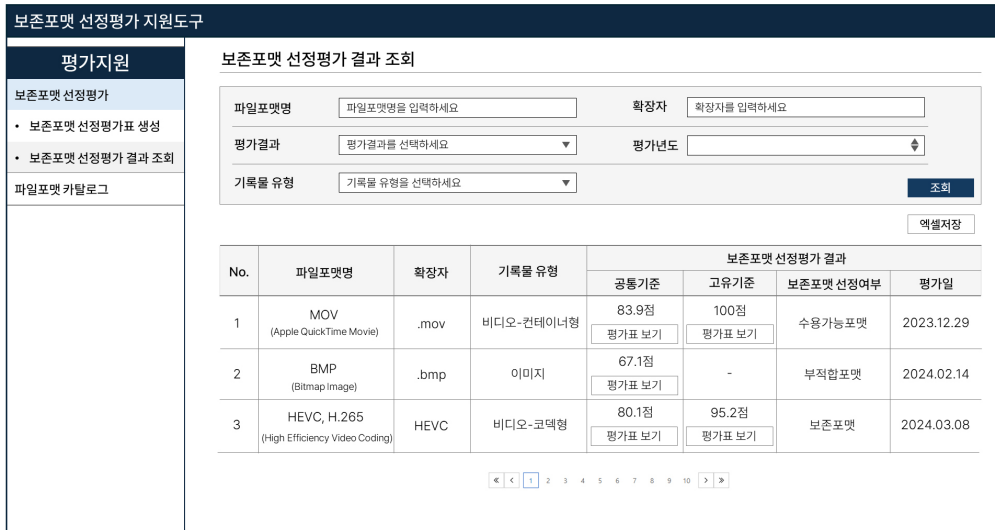 보존포맷 선정평가 지원도구
평가지원
보존포맷 선정평가
• 보존포맷 선정평가표 생성
• 보존포맷 선정평가 결과 조회
파일포맷 카탈로그
보존포맷 선정평가 결과 조회
파일포맷명 파일포맷명을 입력하세요 확장자 확장자를 입력하세요
평가결과 평가결과를 선택하세요 ▼ 평가년도
기록물 유형 기록물 유형을 선택하세요 ▼
조회
엑셀저장
No. 파일포맷명 확장자 기록물 유형 보존포맷 선정평가 결과
공통기준 고유기준 보존포맷 선정여부 평가일
1 MOV (Apple QuickTime Movie) .mov 비디오-컨테이너형 83.9점 평가표 보기 100점 평가표 보기 수용가능포맷 2023.12.29
2 BMP (Bitmap Image) .bmp 이미지 67.1점 평가표 보기 - 부적합포맷 2024.02.14
3 HEVC, H.265 (High Efficiency Video Coding) HEVC 비디오-코덱형 80.1점 평가표 보기 95.2점 평가표 보기 보존포맷 2024.03.08
« ‹ 1 2 3 4 5 6 7 8 9 10 › »